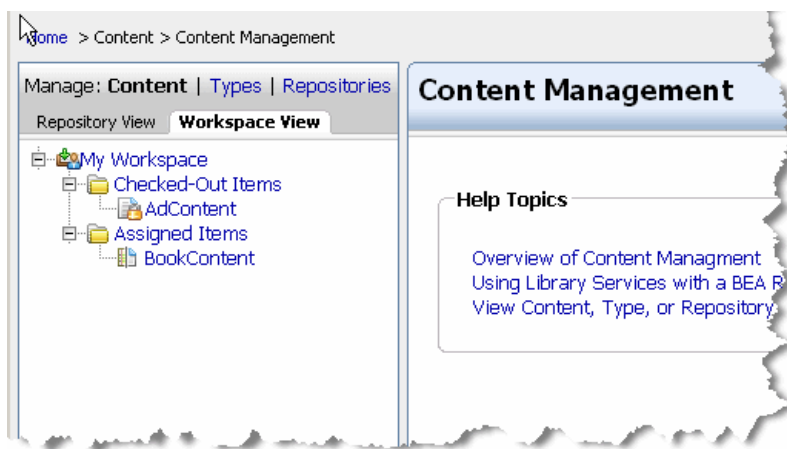 Home > Content > Content Management
Manage: Content | Types | Repositories
Repository View Workspace View
My Workspace
Checked-Out Items
AdContent
Assigned Items
BookContent
Content Management
Help Topics
Overview of Content Managment
Using Library Services with a BEA R
View Content, Type, or Repository